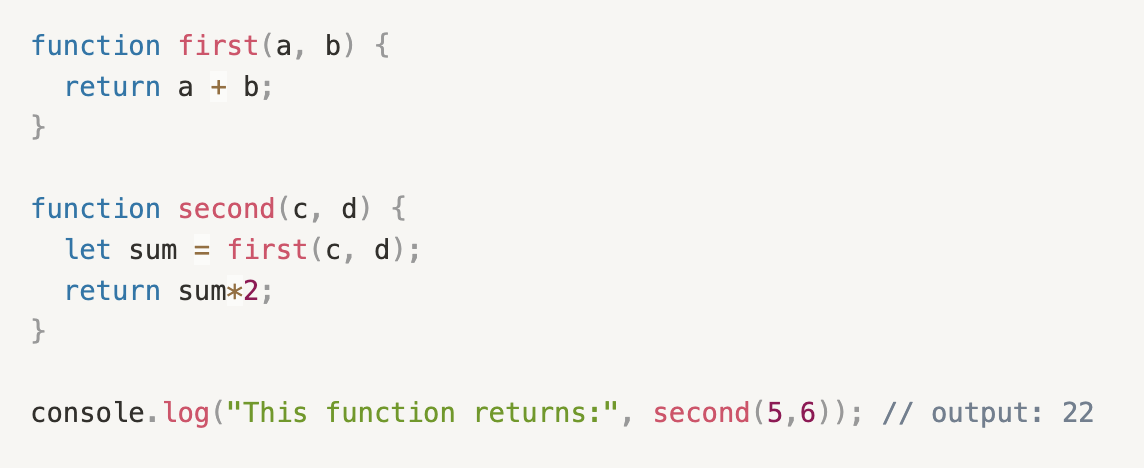 function first(a, b) {
  return a + b;
}

function second(c, d) {
  let sum = first(c, d);
  return sum*2;
}

console.log("This function returns:", second(5,6)); // output: 22